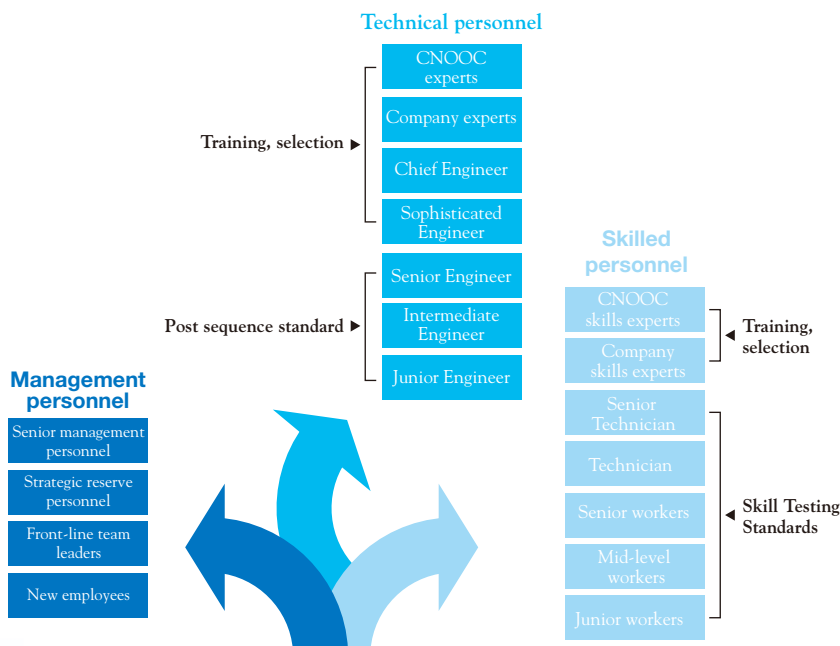 Technical personnel
CNOOC
experts
Company experts
Chief Engineer
Sophisticated
Engineer
Training, selection
Senior Engineer
Intermediate
Engineer
Junior Engineer
Post sequence standard
Skilled
personnel
CNOOC
skills experts
Company
skills experts
Training,
selection
Senior
Technician
Technician
Senior workers
Mid-level
workers
Junior workers
Skill Testing
Standards
Management
personnel
Senior management
personnel
Strategic reserve
personnel
Front-line team
leaders
New employees